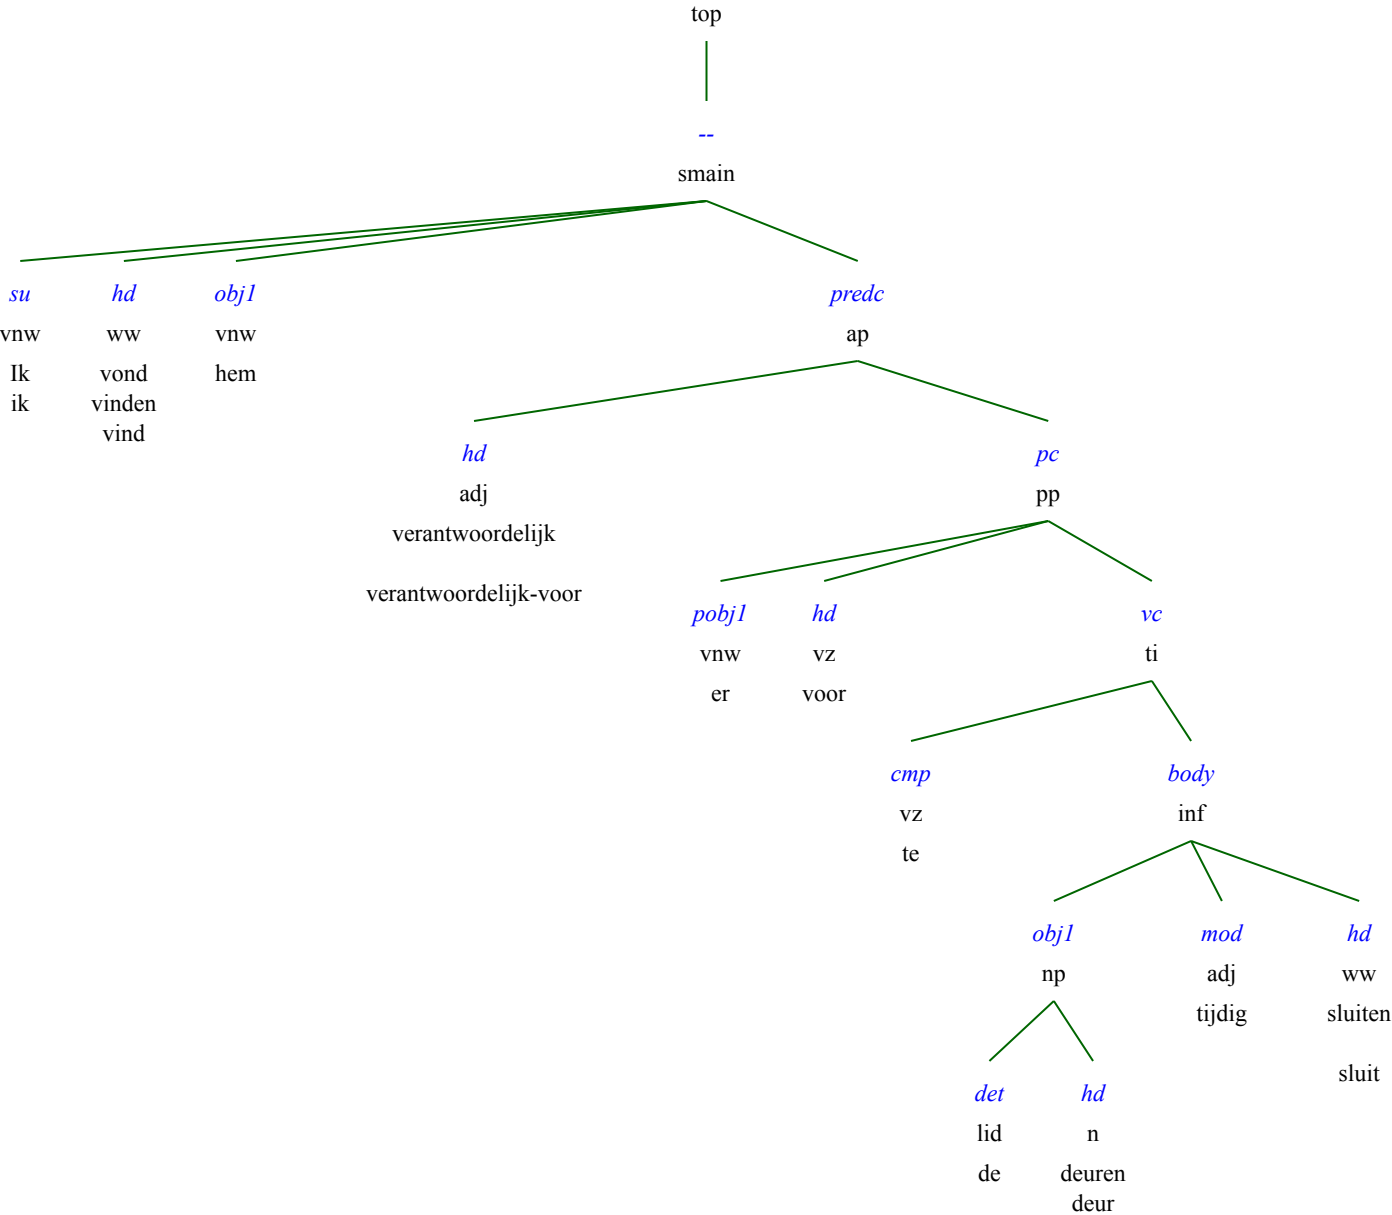 top
--
smain
su hd obj1 predc
vnw ww vnw ap
Ik vond hem
ik vinden
vind
hd pc
adj pp
verantwoordelijk
verantwoordelijk-voor
pobj1 hd vc
vnw vz ti
er voor
cmp body
vz inf
te
obj1 mod hd
np adj ww
tijdig sluiten
sluit
det hd
lid n
de deuren
deur